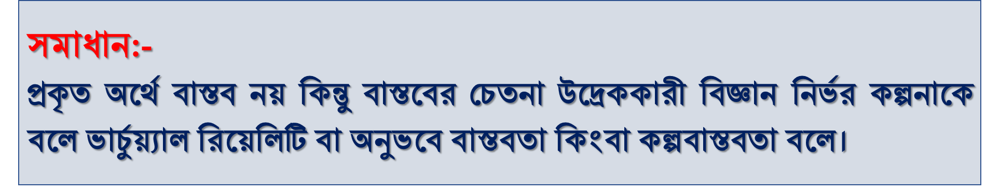 সমাধান:-
প্রকৃত অর্থে বাস্তব নয় কিন্তু বাস্তবের চেতনা উদ্রেককারী বিজ্ঞান নির্ভর কল্পনাকে
বলে ভার্চুয়্যাল রিয়েলিটি বা অনুভবে বাস্তবতা কিংবা কল্পবাস্তবতা বলে।